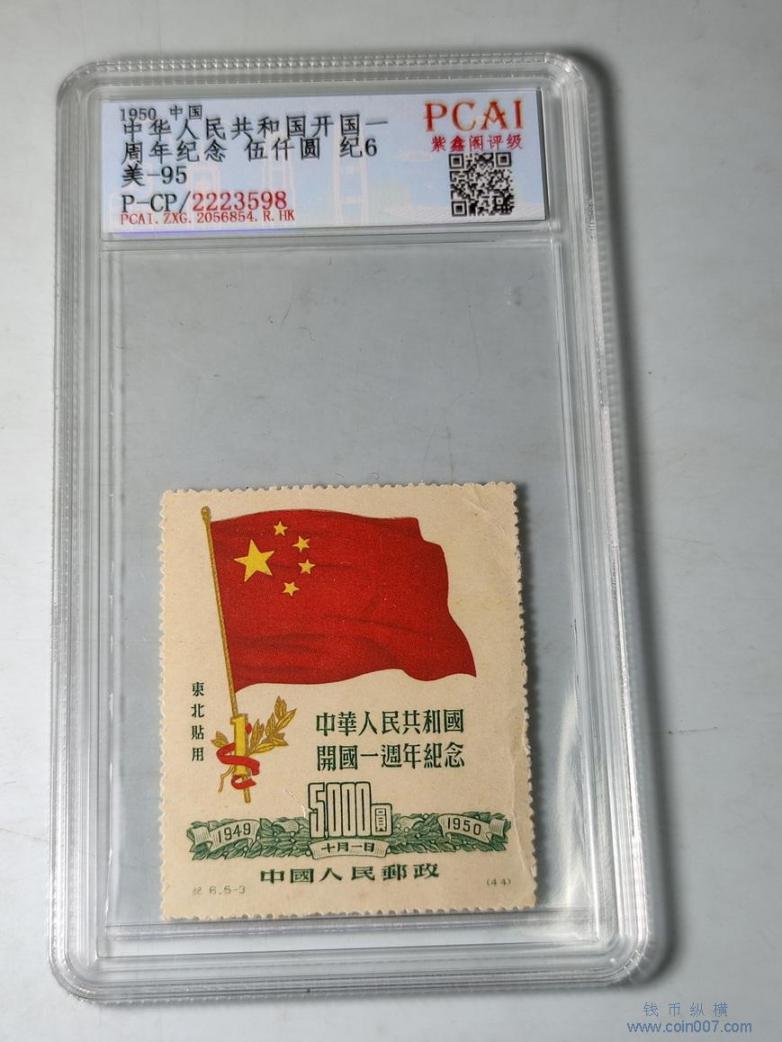 1950 中国
中华人民共和国开国一
周年纪念 伍仟圆 纪6
美-95
P-CP/2223598
PCAI.ZXG.2056854.R.HK
PCAI
紫鑫阁评级
東北貼用
中華人民共和國
開國一週年紀念
5000圓
1949
1950
十月一日
中國人民郵政
紀 6.5-3
(44)
钱币纵横
www.coin007.com